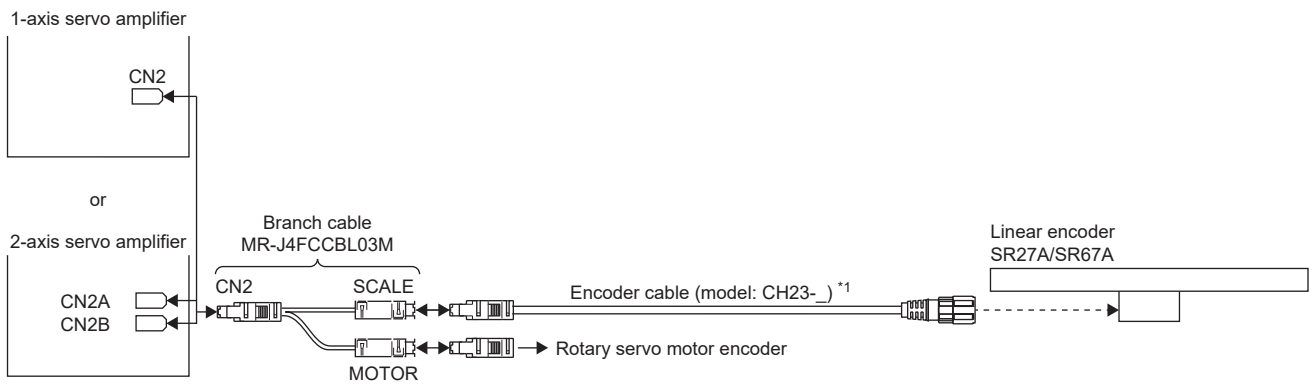 1-axis servo amplifier
CN2
or
2-axis servo amplifier
CN2A
CN2B
Branch cable
MR-J4FCCBL03M
CN2
SCALE
MOTOR
Encoder cable (model: CH23-_) *1
Rotary servo motor encoder
Linear encoder
SR27A/SR67A